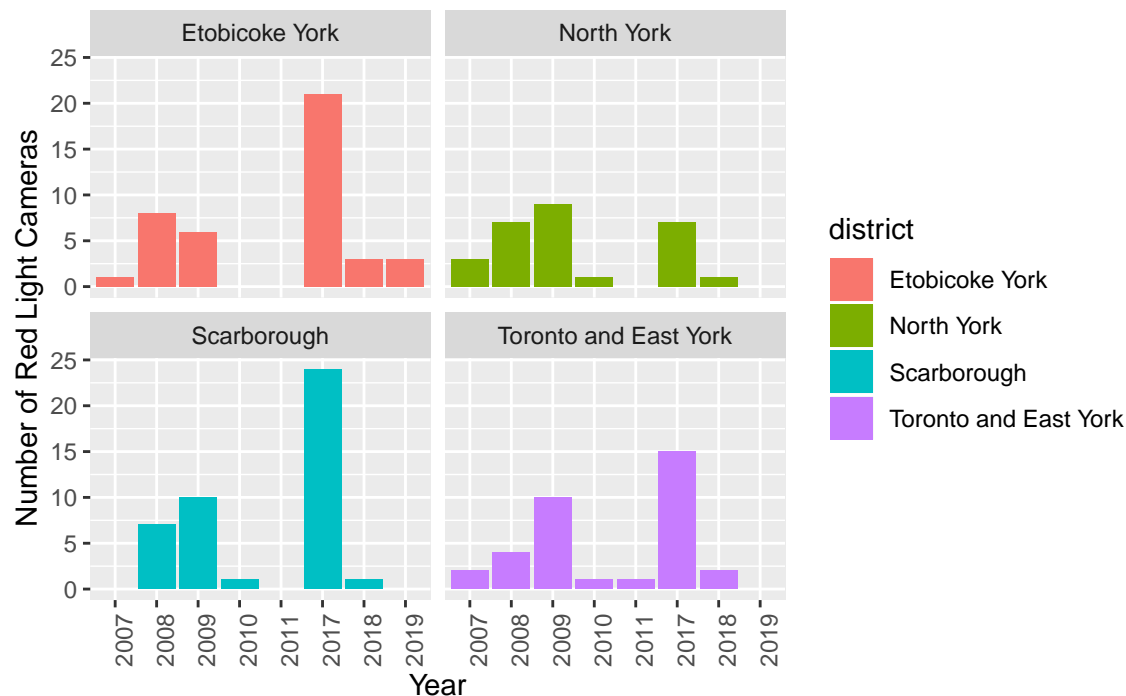 Etobicoke York
North York
25
20
15
10
5
0
Scarborough
Toronto and East York
25
20
15
10
5
0
2007
2008
2009
2010
2011
2017
2018
2019
2007
2008
2009
2010
2011
2017
2018
2019
Year
Number of Red Light Cameras
district
Etobicoke York
North York
Scarborough
Toronto and East York